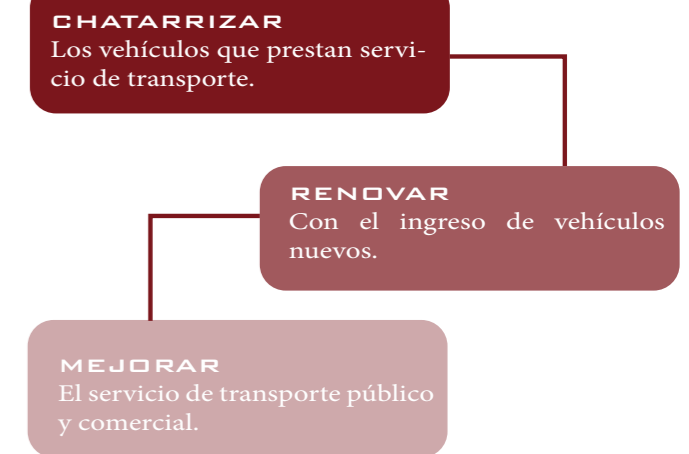 CHATARRIZAR
Los vehículos que prestan servi-
cio de transporte.
RENOVAR
Con el ingreso de vehículos
nuevos.
MEJORAR
El servicio de transporte público
y comercial.